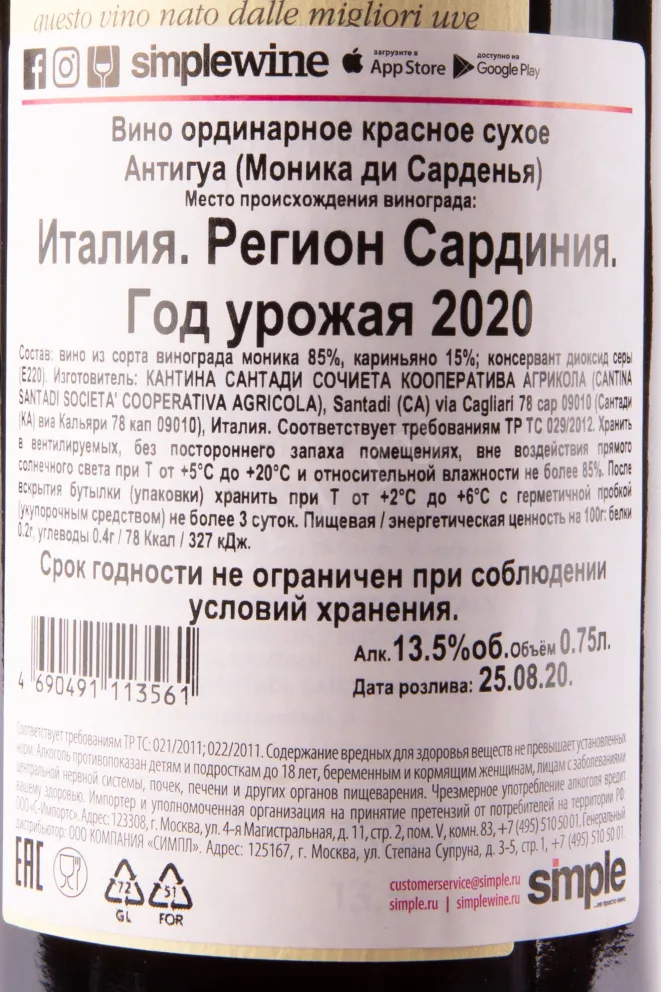 questo vino nato dalle migliori uve
simplewine загрузите в App Store доступно на Google Play
Вино ординарное красное сухое
Антигуа (Моника ди Сарденья)
Место происхождения винограда:
Италия. Регион Сардиния.
Год урожая 2020
Состав: вино из сорта винограда моника 85%, кариньяно 15%; консервант диоксид серы
(E220). Изготовитель: КАНТИНА САНТАДИ СОЧИЕТА КООПЕРАТИВА АГРИКОЛА (CANTINA
SANTADI SOCIETA' COOPERATIVA AGRICOLA), Santadi (CA) via Cagliari 78 cap 09010 (Сантади
(КА) виа Кальяри 78 кап 09010), Италия. Соответствует требованиям ТР ТС 029/2012. Хранить
в вентилируемых, без постороннего запаха помещениях, вне воздействия прямого
солнечного света при Т от +5°C до +20°C и относительной влажности не более 85%. После
вскрытия бутылки (упаковки) хранить при Т от +2°C до +6°C с герметичной пробкой
(укупорочным средством) не более 3 суток. Пищевая / энергетическая ценность на 100г: белки
0.2г, углеводы 0.4г / 78 Ккал / 327 кДж.
Срок годности не ограничен при соблюдении
условий хранения.
Алк. 13.5%об. Объём 0.75л.
Дата розлива: 25.08.20.
4 690491 113561
Соответствует требованиям ТР ТС: 021/2011; 022/2011. Содержание вредных для здоровья веществ не превышает установленных
норм. Алкоголь противопоказан детям и подросткам до 18 лет, беременным и кормящим женщинам, лицам с заболеваниями
центральной нервной системы, почек, печени и других органов пищеварения. Чрезмерное употребление алкоголя вредит
вашему здоровью. Импортер и уполномоченная организация на принятие претензий от потребителей на территории РФ:
ООО«С-Импортс». Адрес:123308, г. Москва, ул. 4-я Магистральная, д. 11, стр. 2, пом. V, комн. 83, +7 (495) 510 50 01. Генеральный
дистрибьютор: ООО КОМПАНИЯ «СИМПЛ». Адрес: 125167, г. Москва, ул. Степана Супруна, д. 3-5, стр. 1, +7 (495) 510 50 01
EAC
72 GL
51 FOR
customerservice@simple.ru
simple.ru | simplewine.ru
simple
...не просто вино